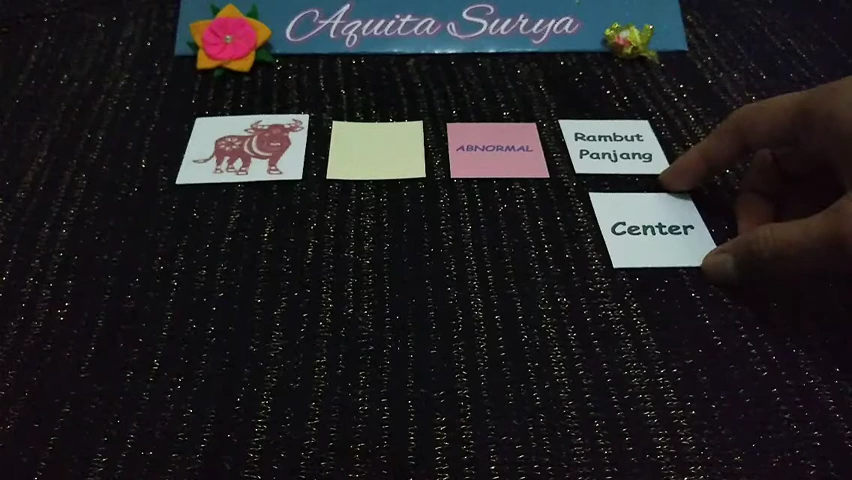 Aquita Surya
ABNORMAL
Rambut
Panjang
Center